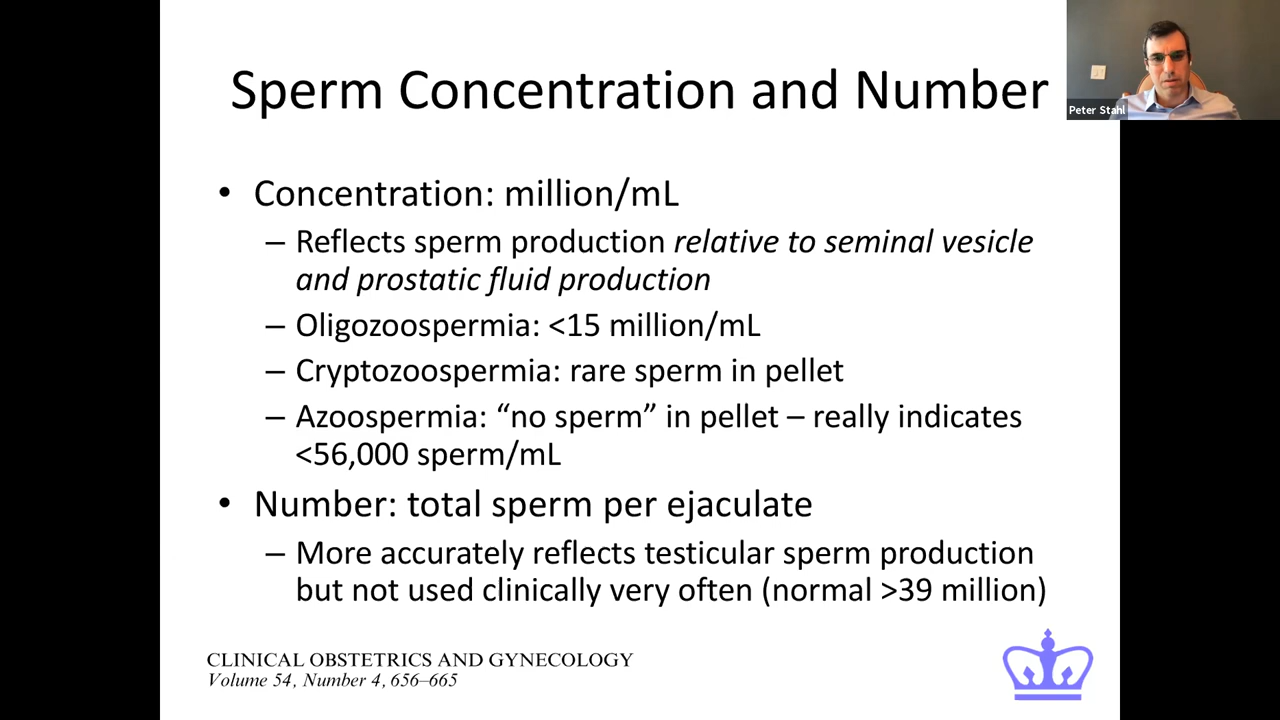 Sperm Concentration and Number
Peter Stahl
• Concentration: million/mL
– Reflects sperm production relative to seminal vesicle
and prostatic fluid production
– Oligozoospermia: <15 million/mL
– Cryptozoospermia: rare sperm in pellet
– Azoospermia: “no sperm” in pellet – really indicates
<56,000 sperm/mL
• Number: total sperm per ejaculate
– More accurately reflects testicular sperm production
but not used clinically very often (normal >39 million)
CLINICAL OBSTETRICS AND GYNECOLOGY
Volume 54, Number 4, 656–665